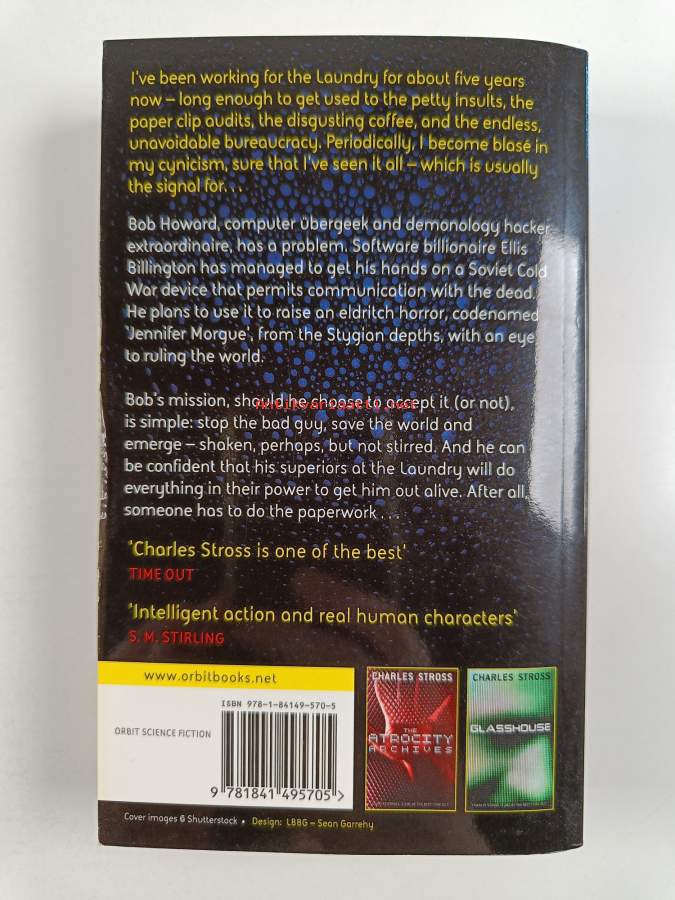 I've been working for the Laundry for about five years
now – long enough to get used to the petty insults, the
paper clip audits, the disgusting coffee, and the endless,
unavoidable bureaucracy. Periodically, I become blasé in
my cynicism, sure that I've seen it all – which is usually
the signal for...
Bob Howard, computer übergeek and demonology hacker
extraordinaire, has a problem. Software billionaire Ellis
Billington has managed to get his hands on a Soviet Cold
War device that permits communication with the dead.
He plans to use it to raise an eldritch horror, codenamed
'Jennifer Morgue', from the Stygian depths, with an eye
to ruling the world.
Bob's mission, should he choose to accept it (or not),
is simple: stop the bad guy, save the world and
emerge – shaken, perhaps, but not stirred. And he can
be confident that his superiors at the Laundry will do
everything in their power to get him out alive. After all,
someone has to do the paperwork...
'Charles Stross is one of the best'
TIME OUT
'Intelligent action and real human characters'
S. M. STIRLING
www.orbitbooks.net
ISBN 978-1-84149-570-5
ORBIT SCIENCE FICTION
9 781841 495705 >
CHARLES STROSS
THE
ATROCITY
ARCHIVES
CHARLES STROSS
GLASSHOUSE
Cover images © Shutterstock • Design: LBBG – Sean Garrehy